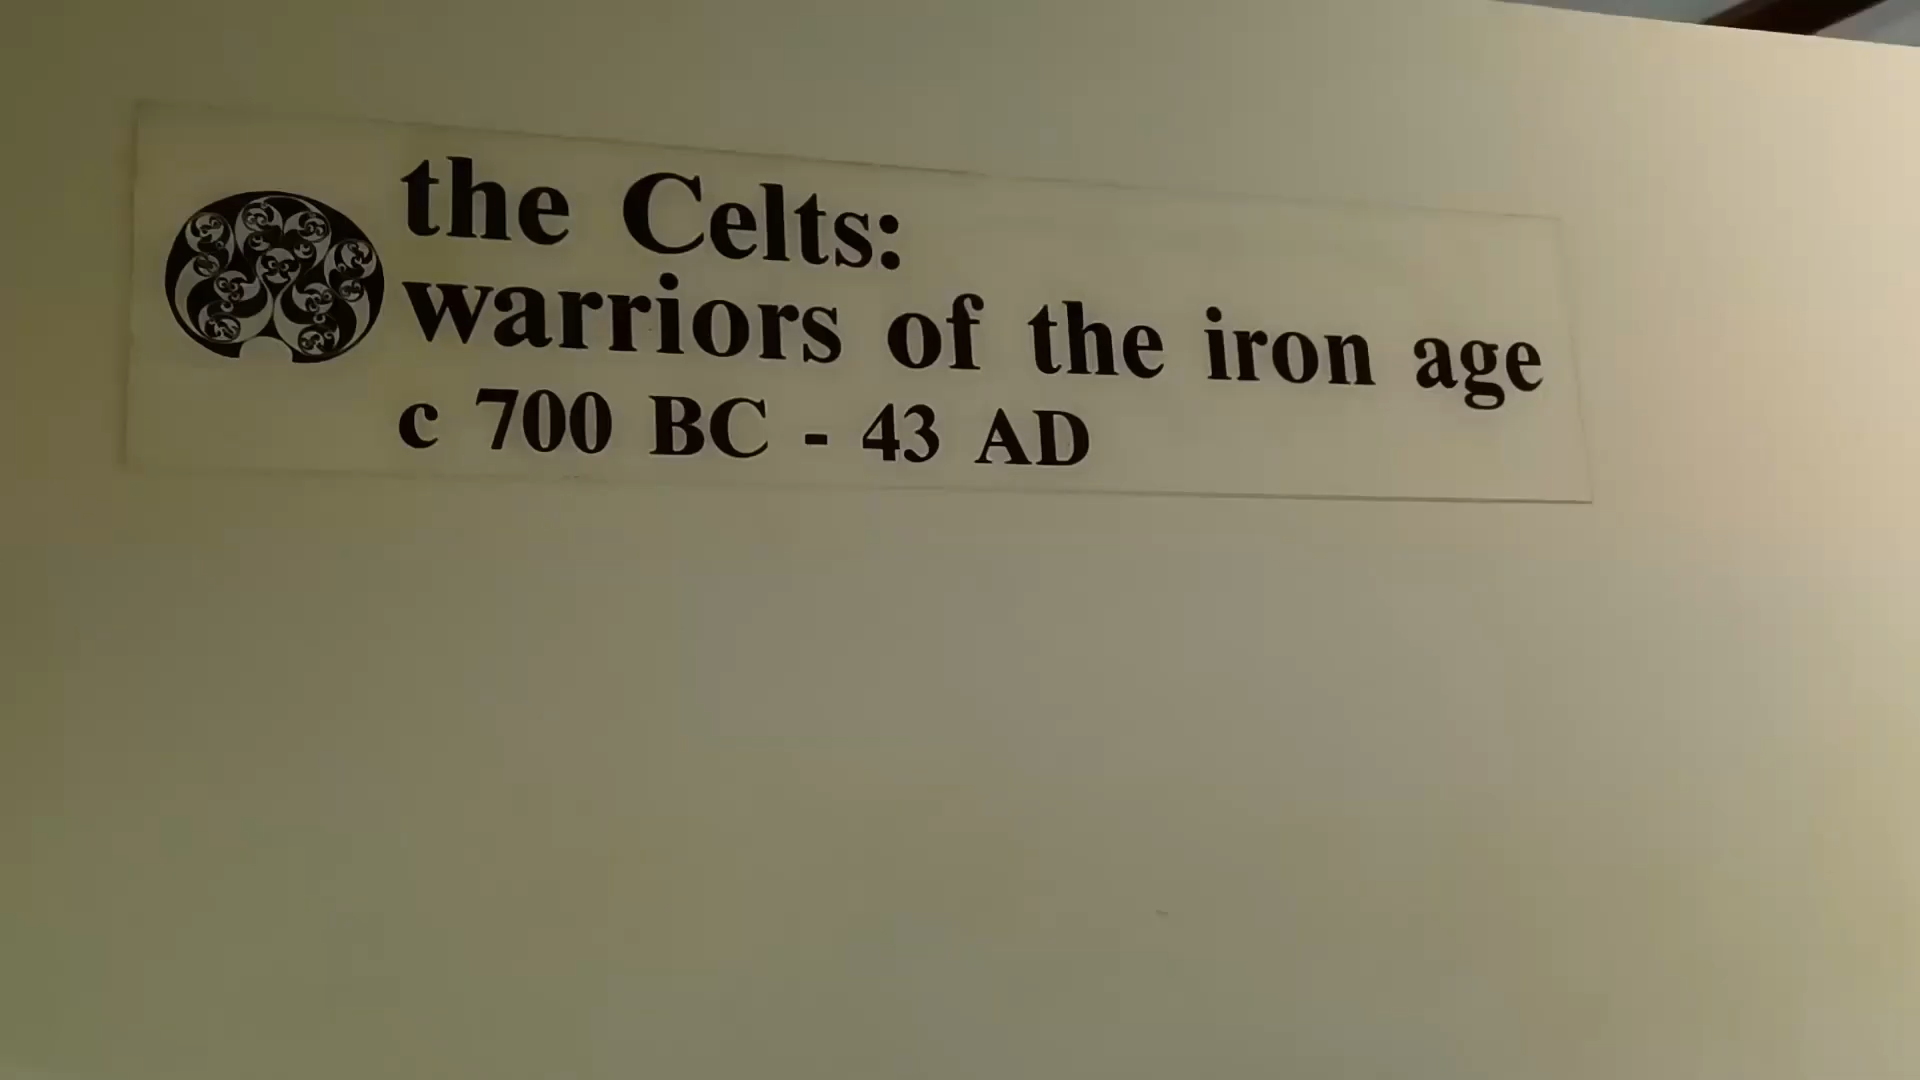 the Celts:
warriors of the iron age
c 700 BC - 43 AD